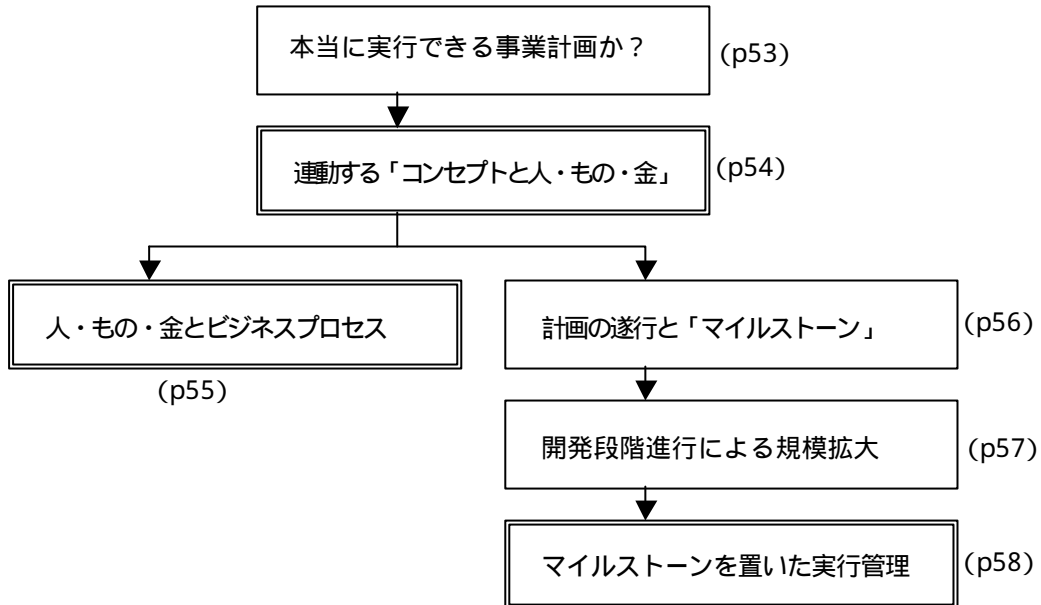 本当に実行できる事業計画か？
(p53)
連動する「コンセプトと人・もの・金」
(p54)
人・もの・金とビジネスプロセス
(p55)
計画の遂行と「マイルストーン」
(p56)
開発段階進行による規模拡大
(p57)
マイルストーンを置いた実行管理
(p58)